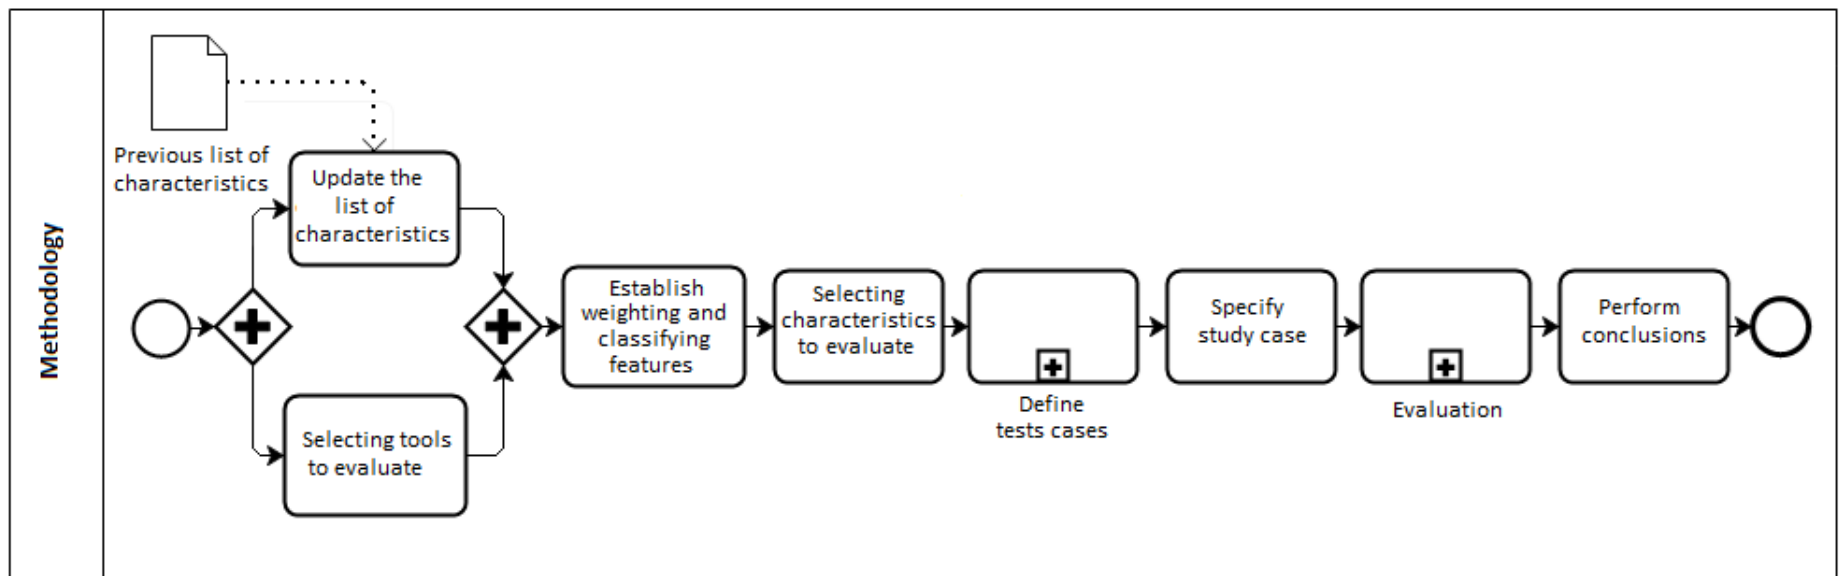 Methodology
Previous list of
characteristics
Update the
list of
characteristics
Selecting tools
to evaluate
Establish
weighting and
classifying
features
Selecting
characteristics
to evaluate
Define
tests cases
Specify
study case
Evaluation
Perform
conclusions